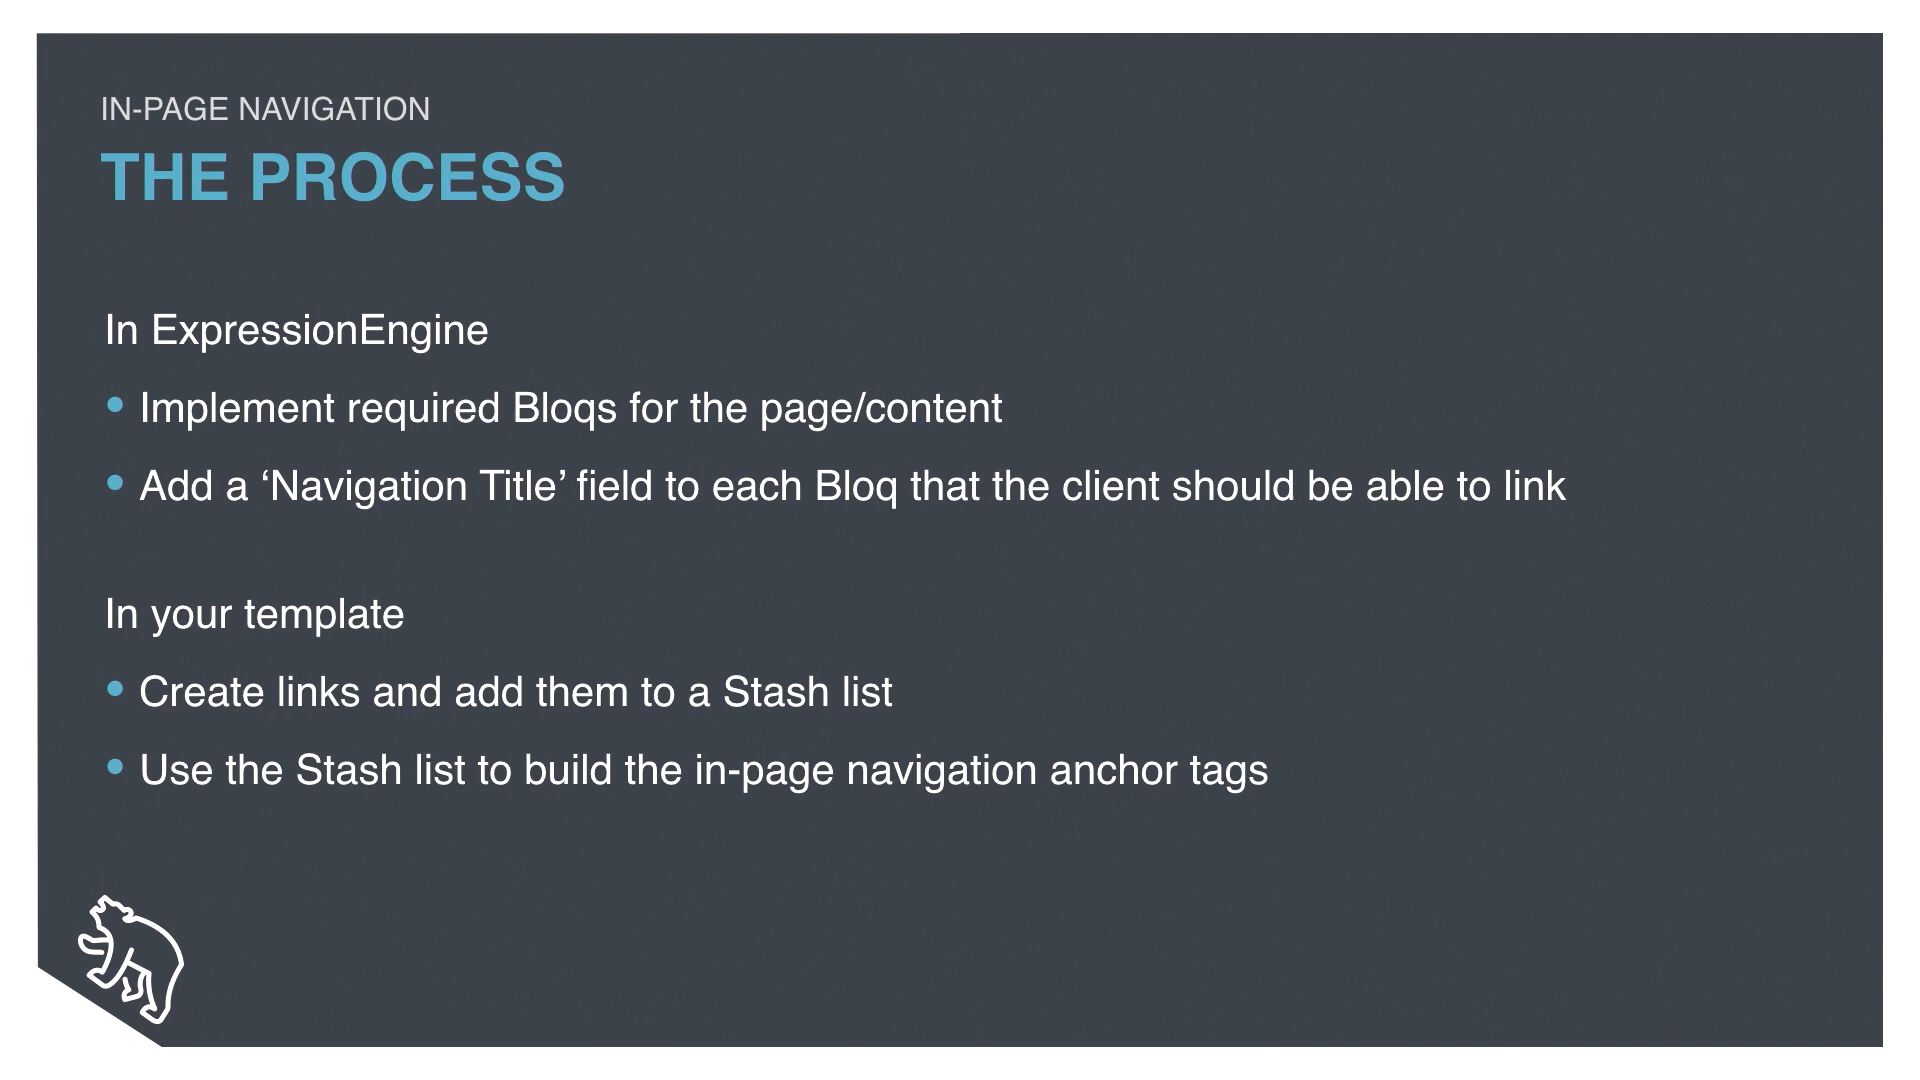 IN-PAGE NAVIGATION
THE PROCESS
In ExpressionEngine
• Implement required Bloqs for the page/content
• Add a ‘Navigation Title’ field to each Bloq that the client should be able to link
In your template
• Create links and add them to a Stash list
• Use the Stash list to build the in-page navigation anchor tags